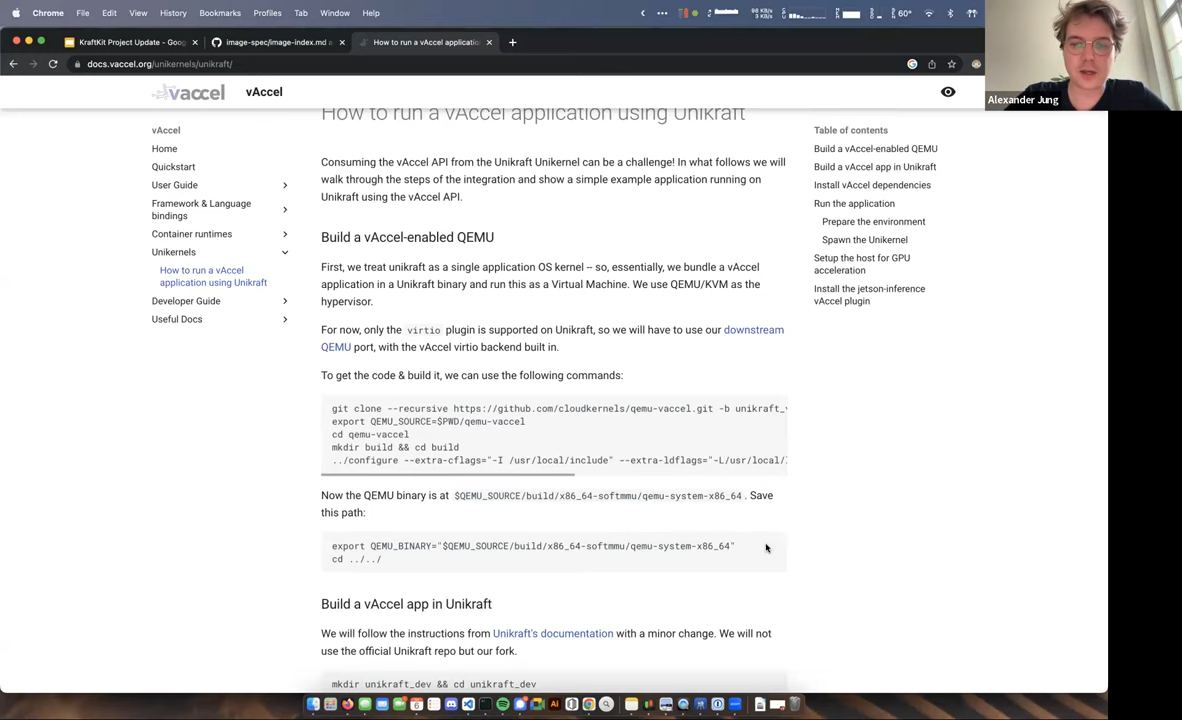 Chrome File Edit View History Bookmarks Profiles Tab Window Help
98 KB/s
3 KB/s
60°
KraftKit Project Update - Goog
image-spec/image-index.md a
How to run a vAccel applicatio
docs.vaccel.org/unikernels/unikraft/
Alexander Jung
vaccel
vAccel
vAccel
Home
Quickstart
User Guide
Framework & Language
bindings
Container runtimes
Unikernels
How to run a vAccel
application using Unikraft
Developer Guide
Useful Docs
How to run a vAccel application using Unikraft
Consuming the vAccel API from the Unikraft Unikernel can be a challenge! In what follows we will
walk through the steps of the integration and show a simple example application running on
Unikraft using the vAccel API.
Build a vAccel-enabled QEMU
First, we treat unikraft as a single application OS kernel -- so, essentially, we bundle a vAccel
application in a Unikraft binary and run this as a Virtual Machine. We use QEMU/KVM as the
hypervisor.
For now, only the virtio plugin is supported on Unikraft, so we will have to use our downstream
QEMU port, with the vAccel virtio backend built in.
To get the code & build it, we can use the following commands:
git clone --recursive https://github.com/cloudkernels/qemu-vaccel.git -b unikraft_v
export QEMU_SOURCE=$PWD/qemu-vaccel
cd qemu-vaccel
mkdir build && cd build
../configure --extra-cflags="-I /usr/local/include" --extra-ldflags="-L/usr/local/l
Now the QEMU binary is at $QEMU_SOURCE/build/x86_64-softmmu/qemu-system-x86_64 . Save
this path:
export QEMU_BINARY="$QEMU_SOURCE/build/x86_64-softmmu/qemu-system-x86_64"
cd ../../
Build a vAccel app in Unikraft
We will follow the instructions from Unikraft's documentation with a minor change. We will not
use the official Unikraft repo but our fork.
mkdir unikraft_dev && cd unikraft_dev
Table of contents
Build a vAccel-enabled QEMU
Build a vAccel app in Unikraft
Install vAccel dependencies
Run the application
Prepare the environment
Spawn the Unikernel
Setup the host for GPU
acceleration
Install the jetson-inference
vAccel plugin